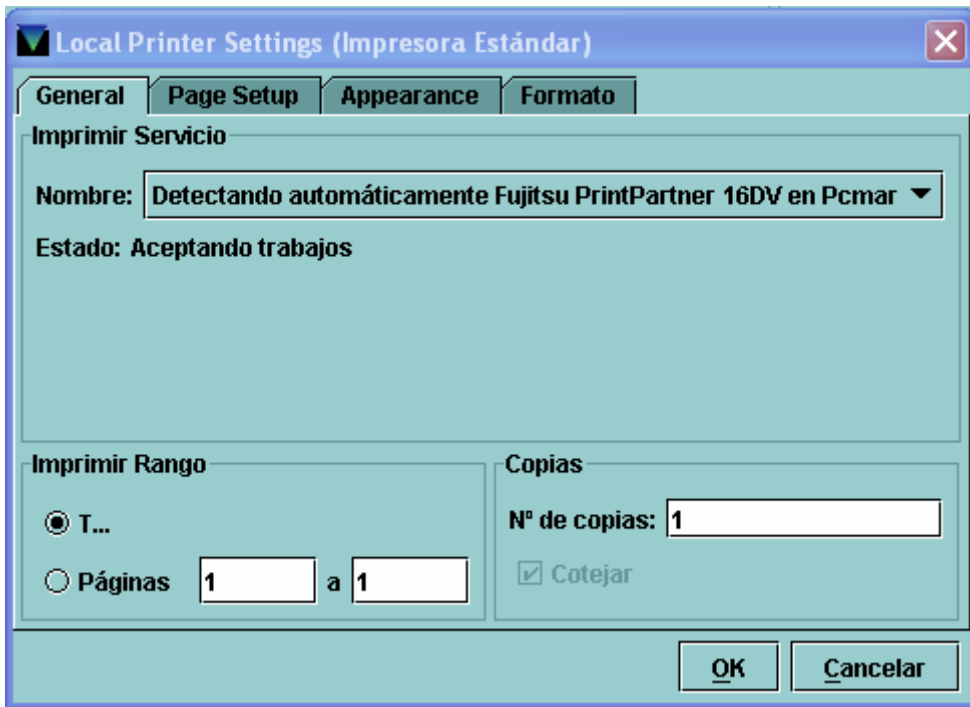 Local Printer Settings (Impresora Estándar)
General Page Setup Appearance Formato
Imprimir Servicio
Nombre: Detectando automáticamente Fujitsu PrintPartner 16DV en Pcmar
Estado: Aceptando trabajos
Imprimir Rango
T...
Páginas 1 a 1
Copias
Nº de copias: 1
Cotejar
OK Cancelar